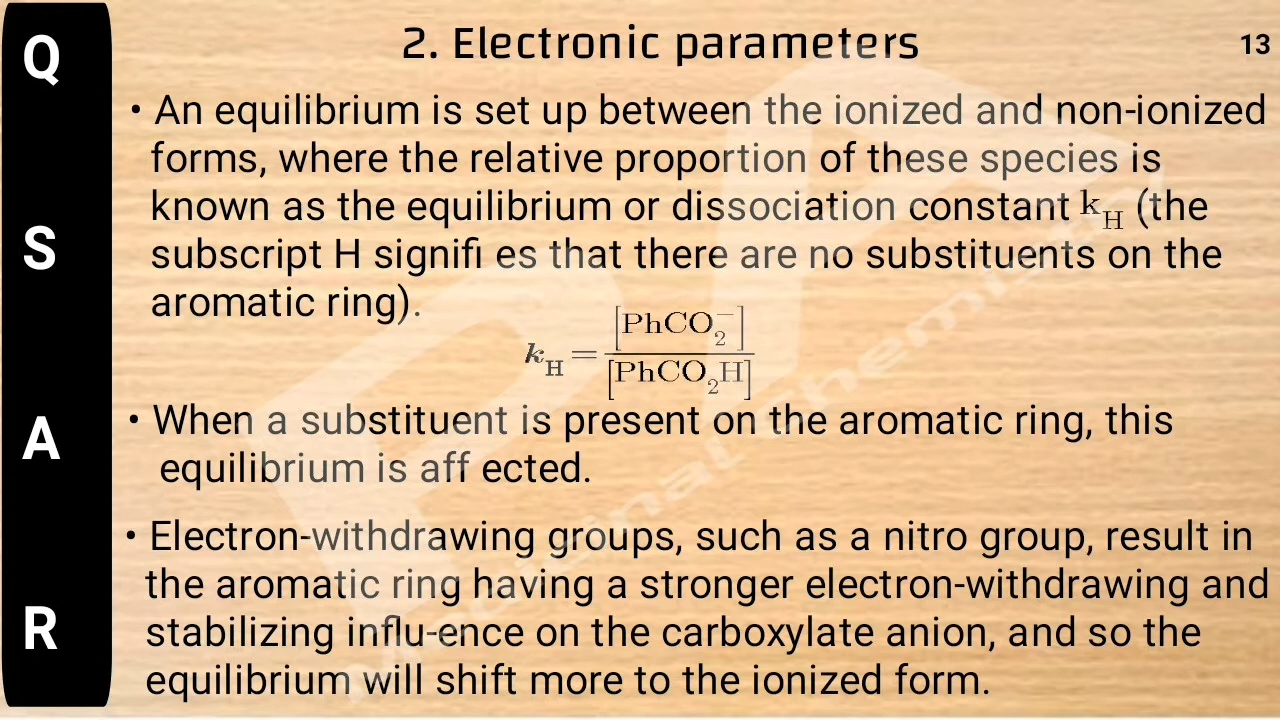 Q
S
A
R
2. Electronic parameters
13
• An equilibrium is set up between the ionized and non-ionized
forms, where the relative proportion of these species is
known as the equilibrium or dissociation constant k_H (the
subscript H signifi es that there are no substituents on the
aromatic ring).
k_H = [PhCO₂⁻] / [PhCO₂H]
• When a substituent is present on the aromatic ring, this
equilibrium is aff ected.
• Electron-withdrawing groups, such as a nitro group, result in
the aromatic ring having a stronger electron-withdrawing and
stabilizing influ-ence on the carboxylate anion, and so the
equilibrium will shift more to the ionized form.